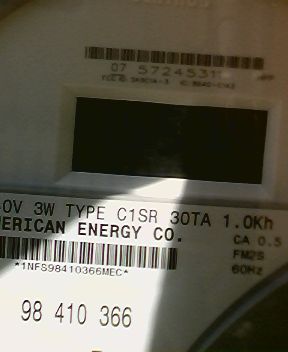 07 57245311
0V 3W TYPE C1SR 30TA 1.0Kh
ERICAN ENERGY CO.
CA 0.5
FM2S
60Hz
*1NFS98410366MEC*
98 410 366